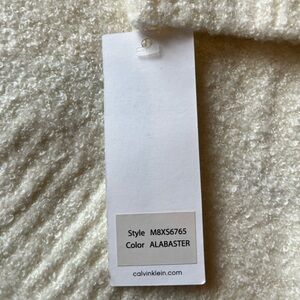 Style M8XS6765
Color ALABASTER
calvinklein.com